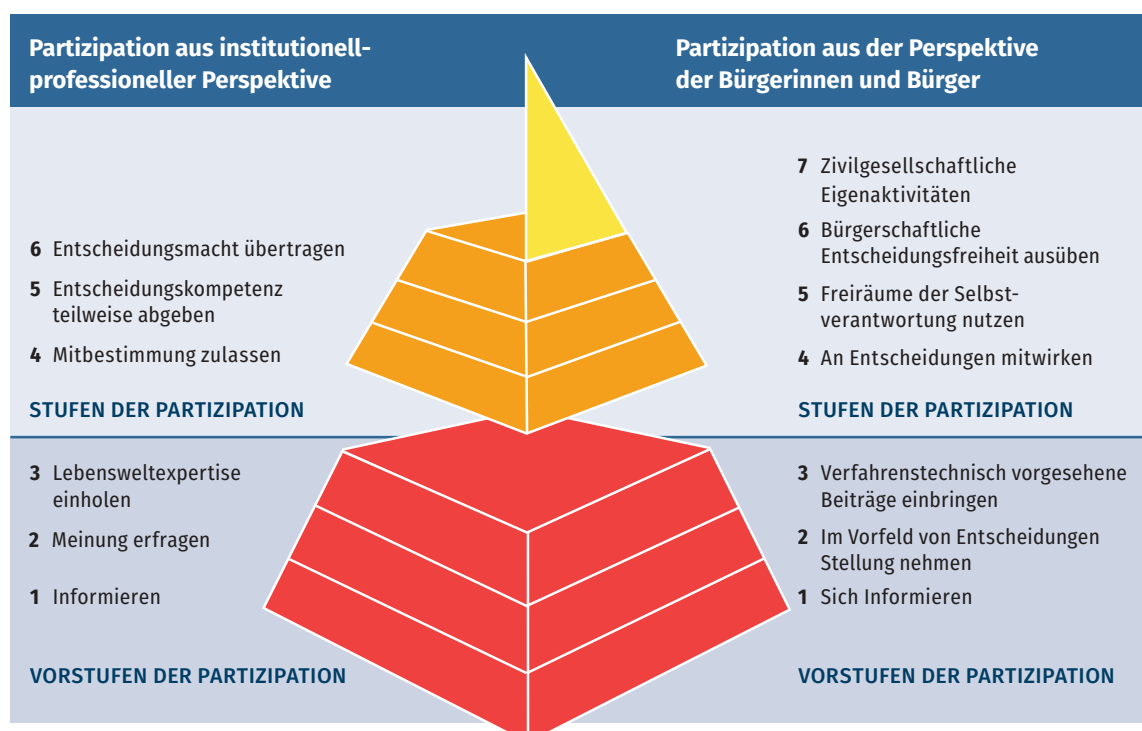 Partizipation aus institutionell-
professioneller Perspektive
Partizipation aus der Perspektive
der Bürgerinnen und Bürger
6 Entscheidungsmacht übertragen
5 Entscheidungskompetenz
teilweise abgeben
4 Mitbestimmung zulassen
STUFEN DER PARTIZIPATION
3 Lebensweltexpertise
einholen
2 Meinung erfragen
1 Informieren
VORSTUFEN DER PARTIZIPATION
7 Zivilgesellschaftliche
Eigenaktivitäten
6 Bürgerschaftliche
Entscheidungsfreiheit ausüben
5 Freiräume der Selbst-
verantwortung nutzen
4 An Entscheidungen mitwirken
STUFEN DER PARTIZIPATION
3 Verfahrenstechnisch vorgesehene
Beiträge einbringen
2 Im Vorfeld von Entscheidungen
Stellung nehmen
1 Sich Informieren
VORSTUFEN DER PARTIZIPATION